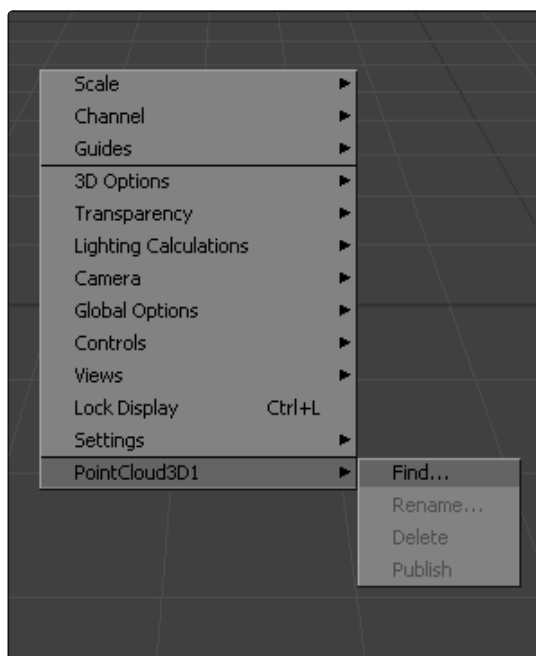 Scale
Channel
Guides
3D Options
Transparency
Lighting Calculations
Camera
Global Options
Controls
Views
Lock Display Ctrl+L
Settings
PointCloud3D1
Find...
Rename...
Delete
Publish